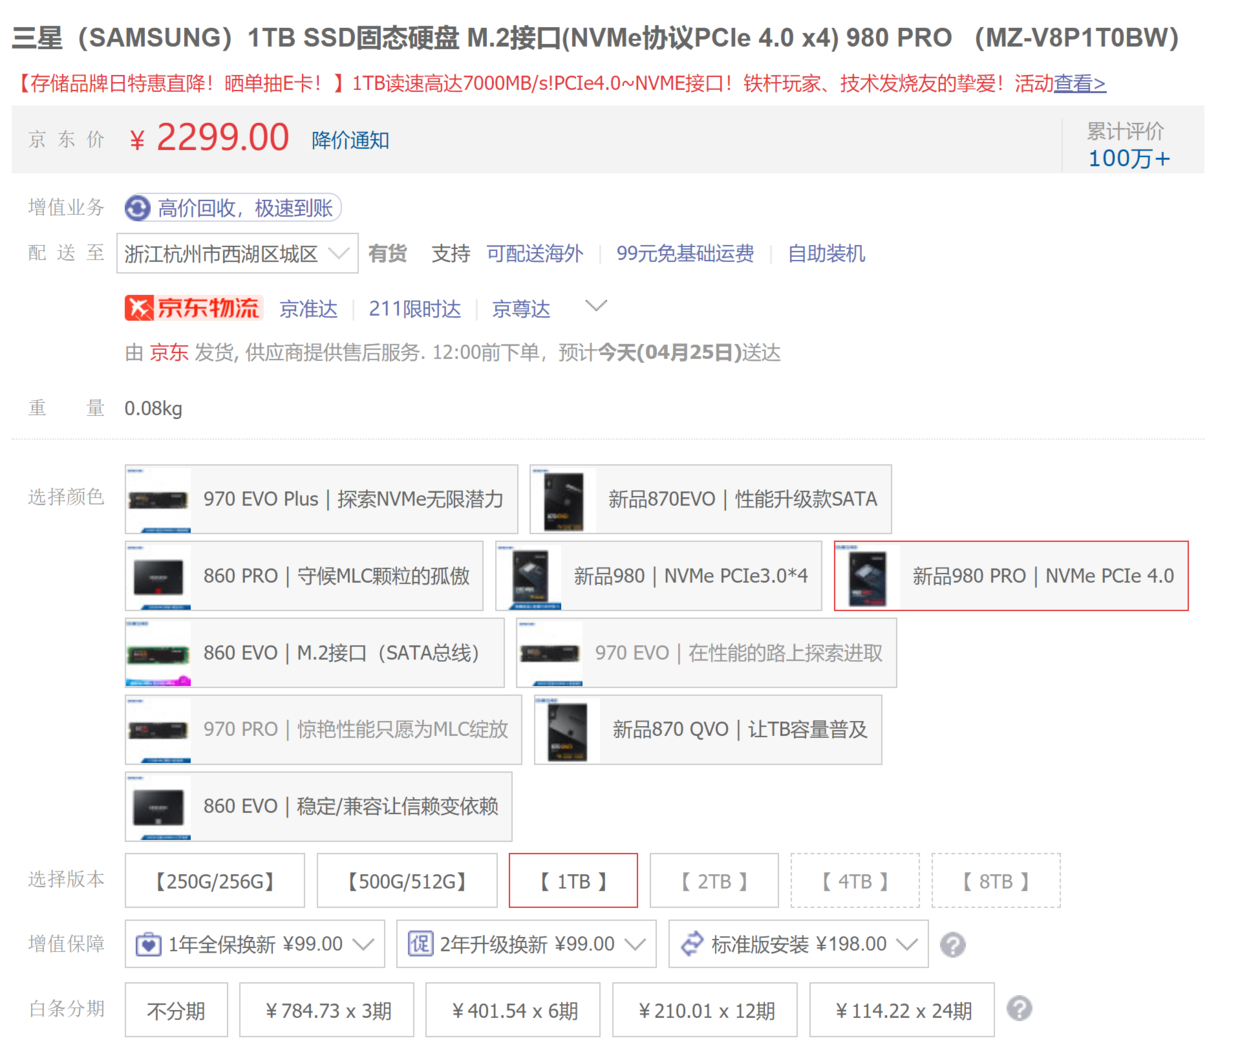 三星（SAMSUNG）1TB SSD固态硬盘 M.2接口(NVMe协议PCIe 4.0 x4) 980 PRO （MZ-V8P1T0BW）
【存储品牌日特惠直降！晒单抽E卡！】1TB读速高达7000MB/s!PCIe4.0~NVME接口！铁杆玩家、技术发烧友的挚爱！活动查看>
京东价 ￥ 2299.00 降价通知 累计评价
100万+
增值业务 高价回收，极速到账
配送至 浙江杭州市西湖区城区 有货 支持 可配送海外 99元免基础运费 自助装机
京东物流 京准达 211限时达 京尊达
由 京东 发货, 供应商提供售后服务. 12:00前下单，预计今天(04月25日)送达
重量 0.08kg
选择颜色 970 EVO Plus | 探索NVMe无限潜力 新品870EVO | 性能升级款SATA
860 PRO | 守候MLC颗粒的孤傲 新品980 | NVMe PCIe3.0*4 新品980 PRO | NVMe PCIe 4.0
860 EVO | M.2接口（SATA总线） 970 EVO | 在性能的路上探索进取
970 PRO | 惊艳性能只愿为MLC绽放 新品870 QVO | 让TB容量普及
860 EVO | 稳定/兼容让信赖变依赖
选择版本 【250G/256G】 【500G/512G】 【 1TB 】 【 2TB 】 【 4TB 】 【 8TB 】
增值保障 1年全保换新 ¥99.00 促 2年升级换新 ¥99.00 标准版安装 ¥198.00 ?
白条分期 不分期 ￥784.73 x 3期 ￥401.54 x 6期 ￥210.01 x 12期 ￥114.22 x 24期 ?